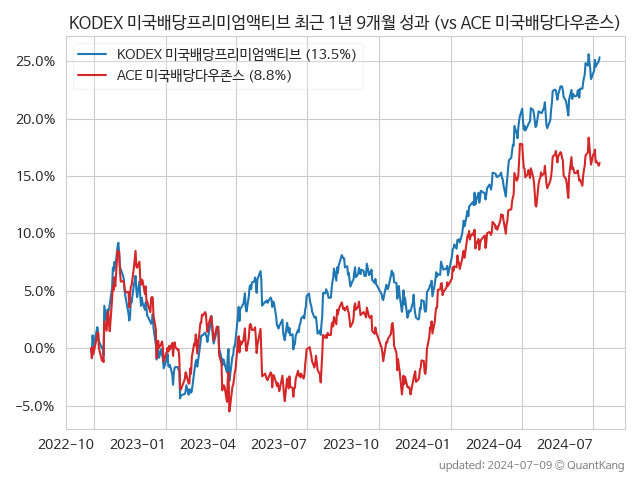 KODEX 미국배당프리미엄액티브 최근 1년 9개월 성과 (vs ACE 미국배당다우존스)
KODEX 미국배당프리미엄액티브 (13.5%)
ACE 미국배당다우존스 (8.8%)
25.0%
20.0%
15.0%
10.0%
5.0%
0.0%
−5.0%
2022-10 2023-01 2023-04 2023-07 2023-10 2024-01 2024-04 2024-07
updated: 2024-07-09 © QuantKang